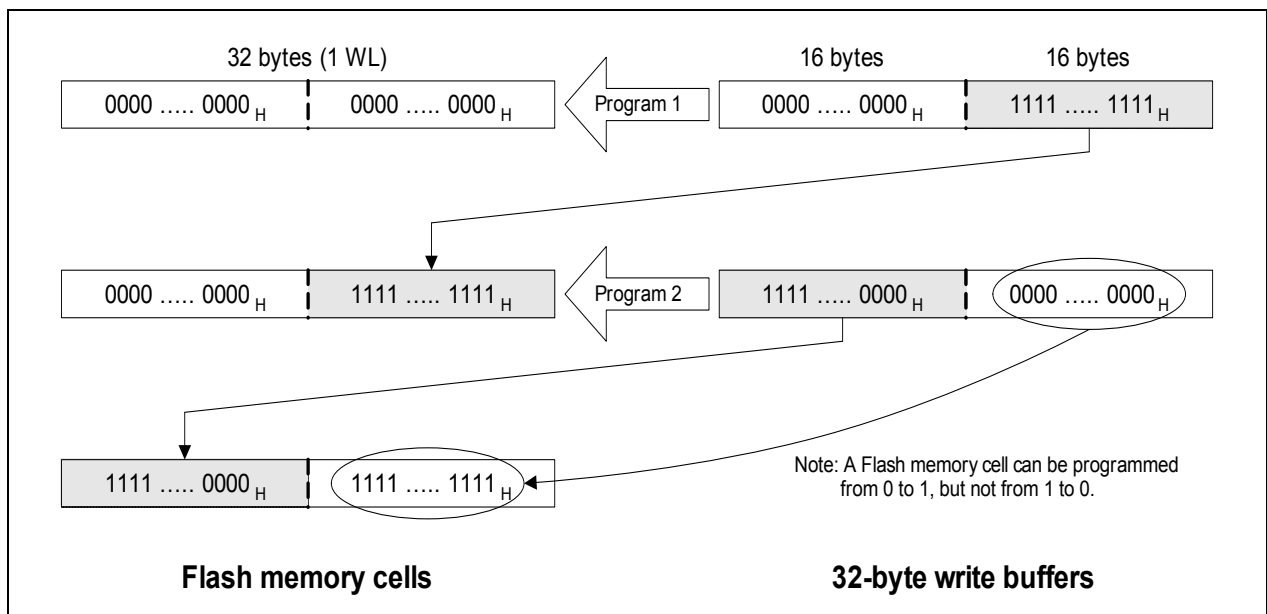 32 bytes (1 WL)
16 bytes
16 bytes
0000 ..... 0000 H
0000 ..... 0000 H
Program 1
0000 ..... 0000 H
1111 ..... 1111 H
0000 ..... 0000 H
1111 ..... 1111 H
Program 2
1111 ..... 0000 H
0000 ..... 0000 H
1111 ..... 0000 H
1111 ..... 1111 H
Note: A Flash memory cell can be programmed
from 0 to 1, but not from 1 to 0.
Flash memory cells
32-byte write buffers